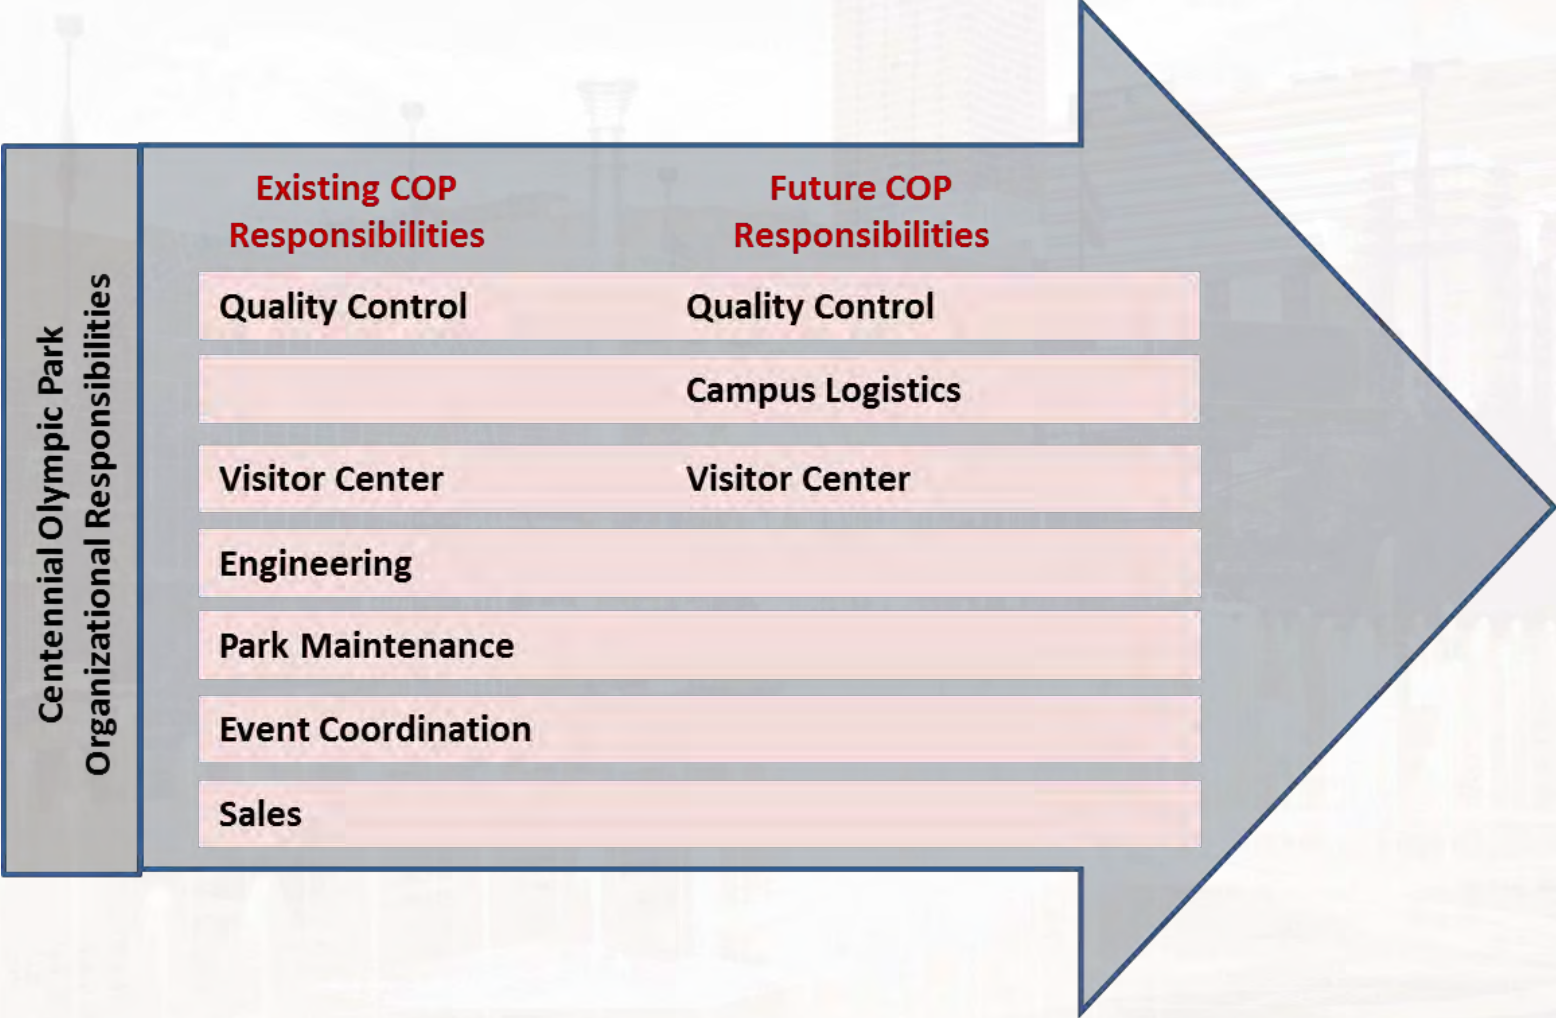 Centennial Olympic Park
Organizational Responsibilities
Existing COP
Responsibilities
Future COP
Responsibilities
Quality Control Quality Control
Campus Logistics
Visitor Center Visitor Center
Engineering
Park Maintenance
Event Coordination
Sales